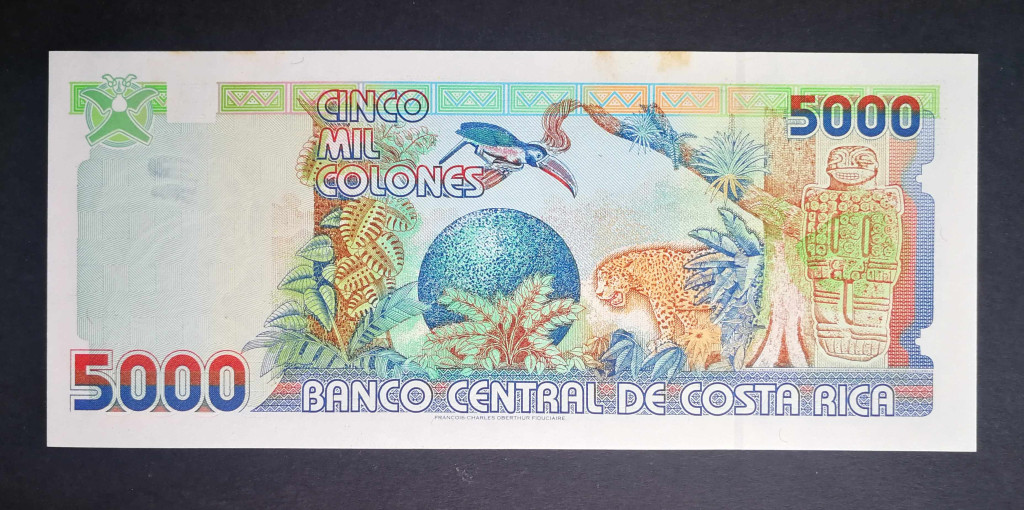 CINCO
MIL
COLONES
5000
5000
BANCO CENTRAL DE COSTA RICA
FRANCOIS-CHARLES OBERTHUR FIDUCIAIRE